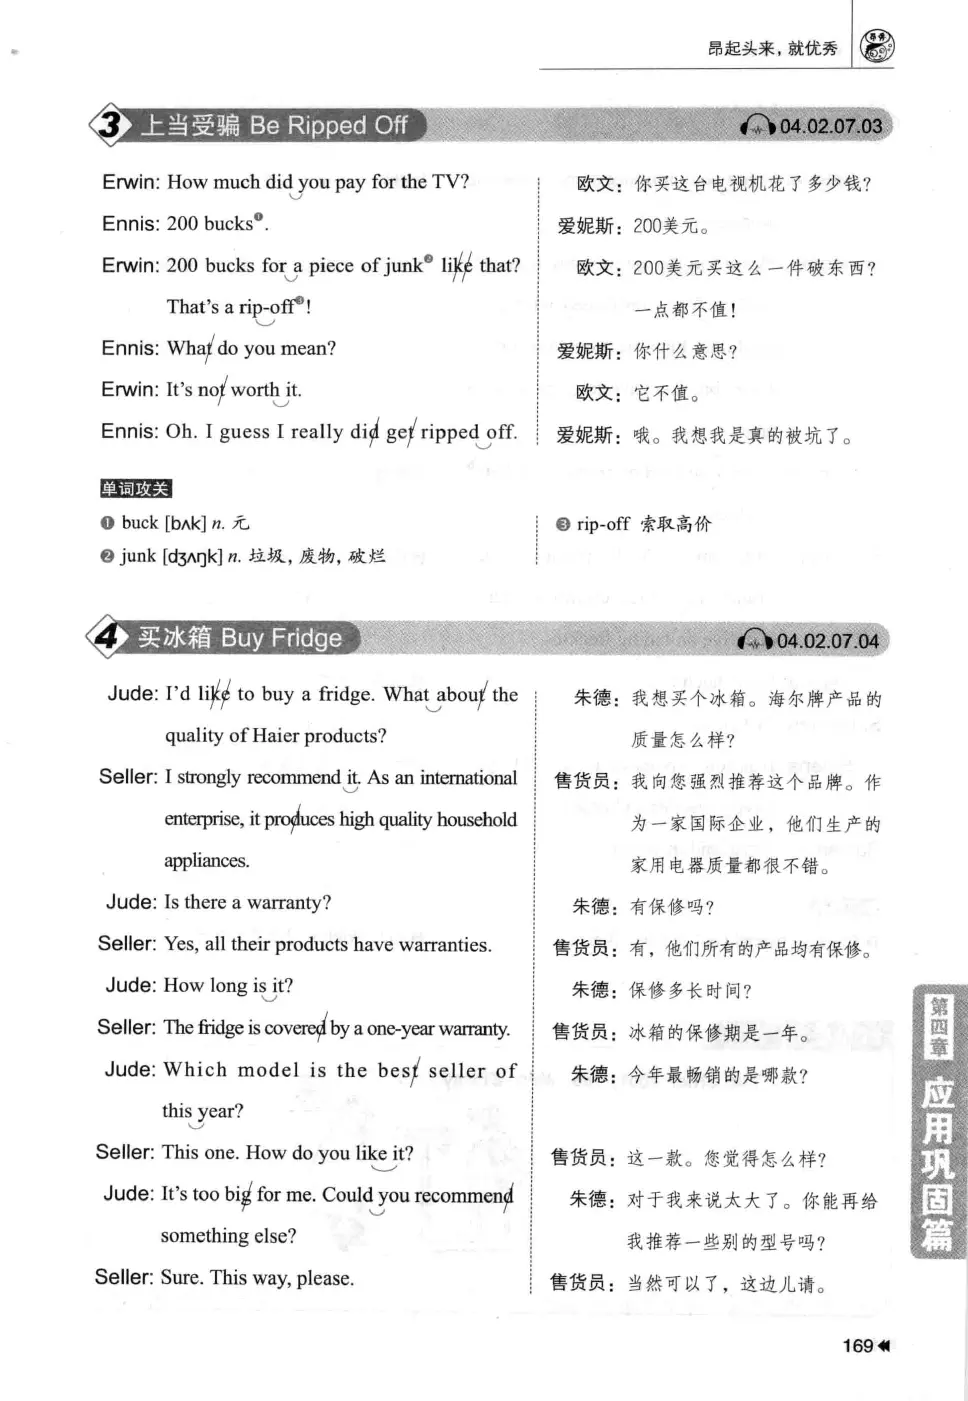 昂起头来，就优秀
昂秀
3 上当受骗 Be Ripped Off
04.02.07.03
Erwin: How much did you pay for the TV?
Ennis: 200 bucks❶.
Erwin: 200 bucks for a piece of junk❷ like that?
That's a rip-off❸!
Ennis: What do you mean?
Erwin: It's not worth it.
Ennis: Oh. I guess I really did get ripped off.
欧文：你买这台电视机花了多少钱？
爱妮斯：200美元。
欧文：200美元买这么一件破东西？
一点都不值！
爱妮斯：你什么意思？
欧文：它不值。
爱妮斯：哦。我想我是真的被坑了。
单词攻关
❶ buck [bʌk] n. 元
❷ junk [dʒʌŋk] n. 垃圾，废物，破烂
❸ rip-off 索取高价
4 买冰箱 Buy Fridge
04.02.07.04
Jude: I'd like to buy a fridge. What about the
quality of Haier products?
Seller: I strongly recommend it. As an international
enterprise, it produces high quality household
appliances.
Jude: Is there a warranty?
Seller: Yes, all their products have warranties.
Jude: How long is it?
Seller: The fridge is covered by a one-year warranty.
Jude: Which model is the best seller of
this year?
Seller: This one. How do you like it?
Jude: It's too big for me. Could you recommend
something else?
Seller: Sure. This way, please.
朱德：我想买个冰箱。海尔牌产品的
质量怎么样？
售货员：我向您强烈推荐这个品牌。作
为一家国际企业，他们生产的
家用电器质量都很不错。
朱德：有保修吗？
售货员：有，他们所有的产品均有保修。
朱德：保修多长时间？
售货员：冰箱的保修期是一年。
朱德：今年最畅销的是哪款？
售货员：这一款。您觉得怎么样？
朱德：对于我来说太大了。你能再给
我推荐一些别的型号吗？
售货员：当然可以了，这边儿请。
第四章
应用巩固篇
169